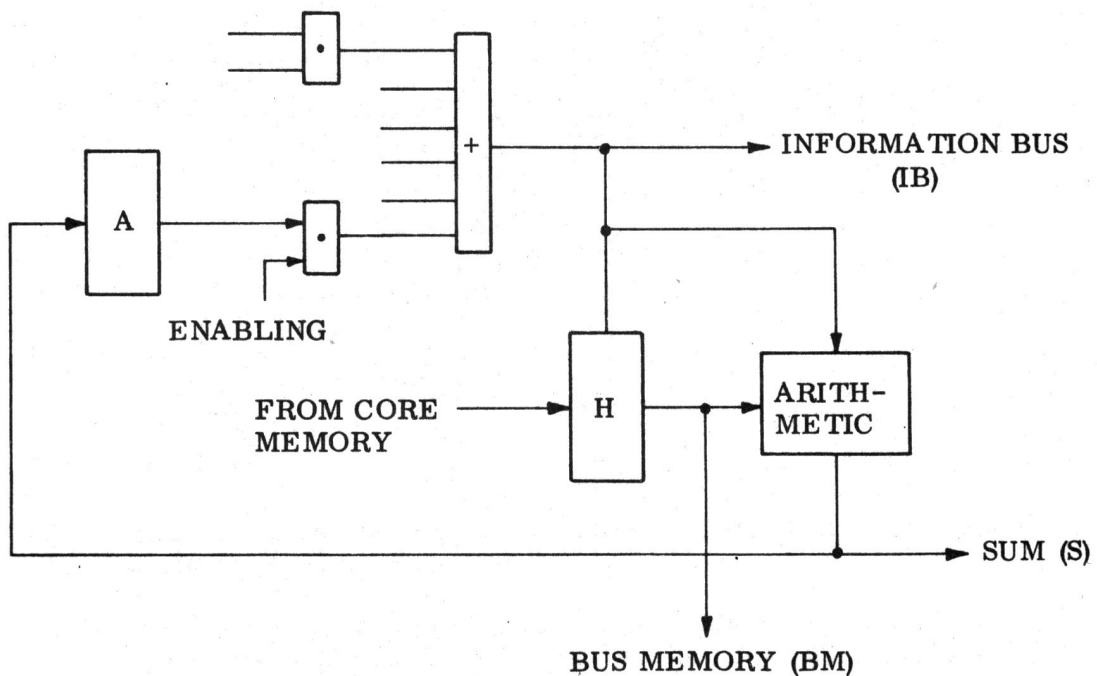 •
+
INFORMATION BUS
(IB)
A
•
ENABLING
FROM CORE
MEMORY
H
ARITH-
METIC
SUM (S)
BUS MEMORY (BM)